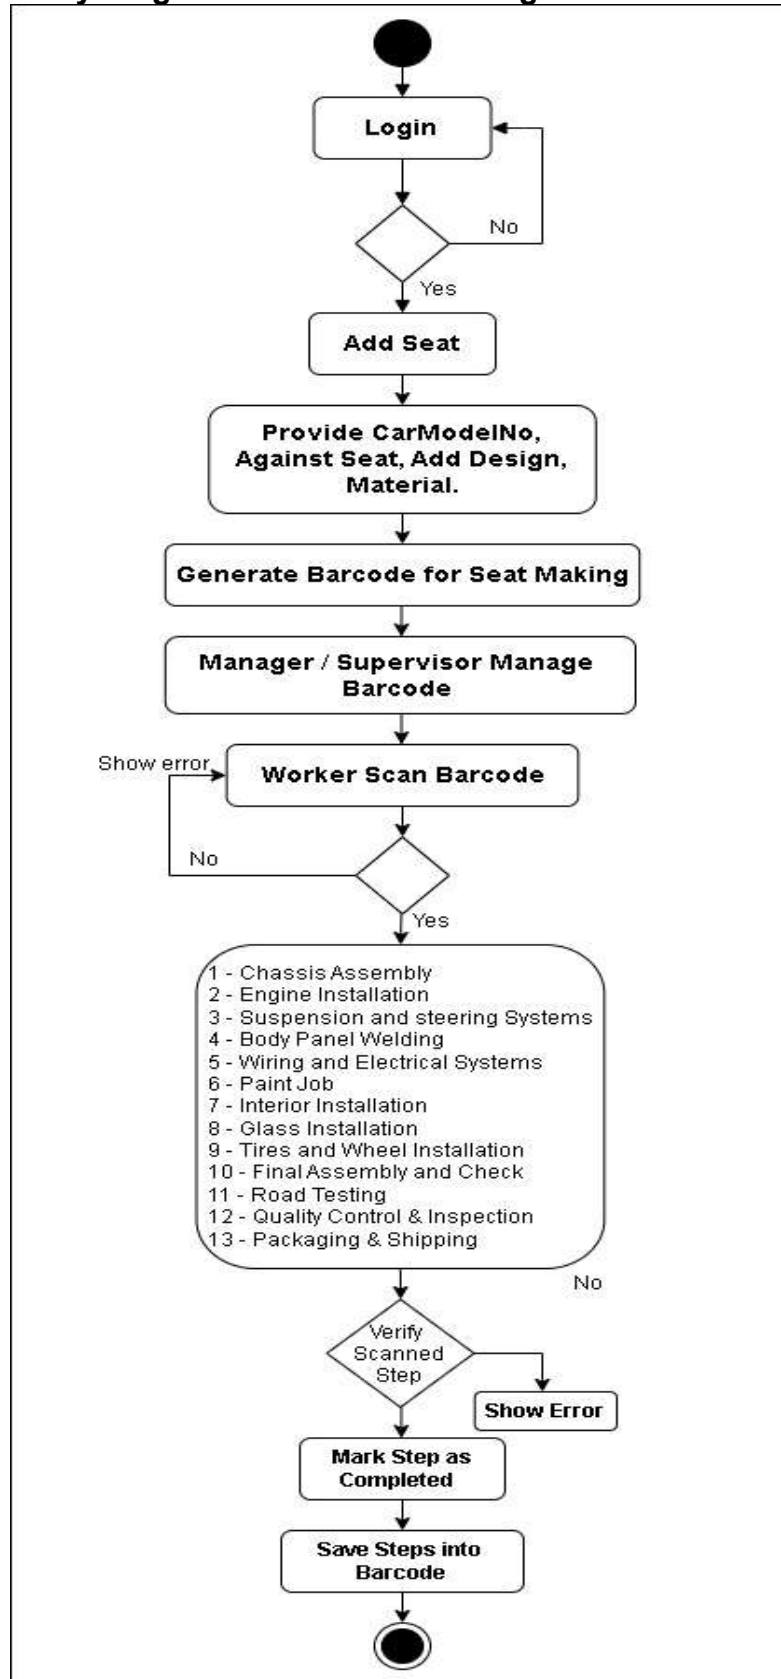 Login
No
Yes
Add Seat
Provide CarModelNo,
Against Seat, Add Design,
Material.
Generate Barcode for Seat Making
Manager / Supervisor Manage
Barcode
Show error
Worker Scan Barcode
No
Yes
1 - Chassis Assembly
2 - Engine Installation
3 - Suspension and steering Systems
4 - Body Panel Welding
5 - Wiring and Electrical Systems
6 - Paint Job
7 - Interior Installation
8 - Glass Installation
9 - Tires and Wheel Installation
10 - Final Assembly and Check
11 - Road Testing
12 - Quality Control & Inspection
13 - Packaging & Shipping
No
Verify
Scanned
Step
Show Error
Mark Step as
Completed
Save Steps into
Barcode